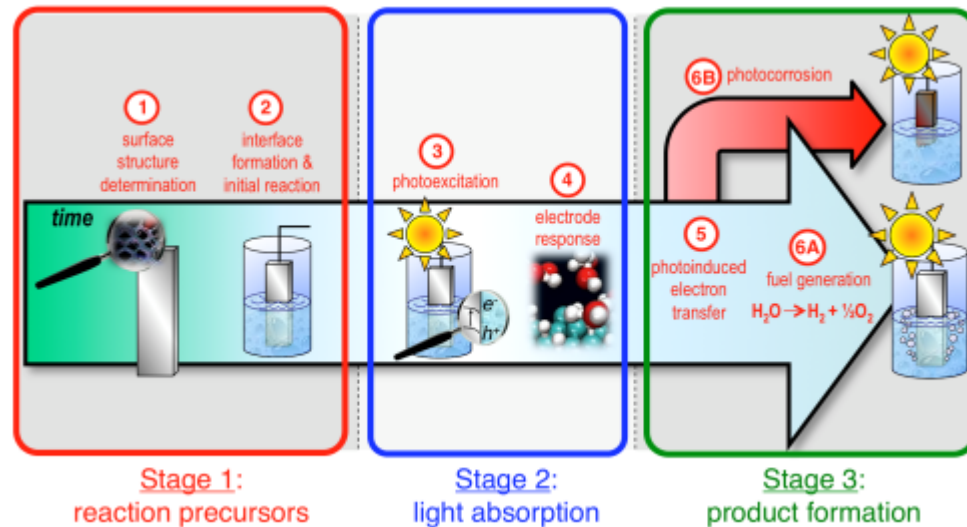 1
surface
structure
determination
2
interface
formation &
initial reaction
time
3
photoexcitation
e-
h+
4
electrode
response
6B photocorrosion
5
photoinduced
electron
transfer
6A
fuel generation
H₂O → H₂ + ½O₂
Stage 1:
reaction precursors
Stage 2:
light absorption
Stage 3:
product formation